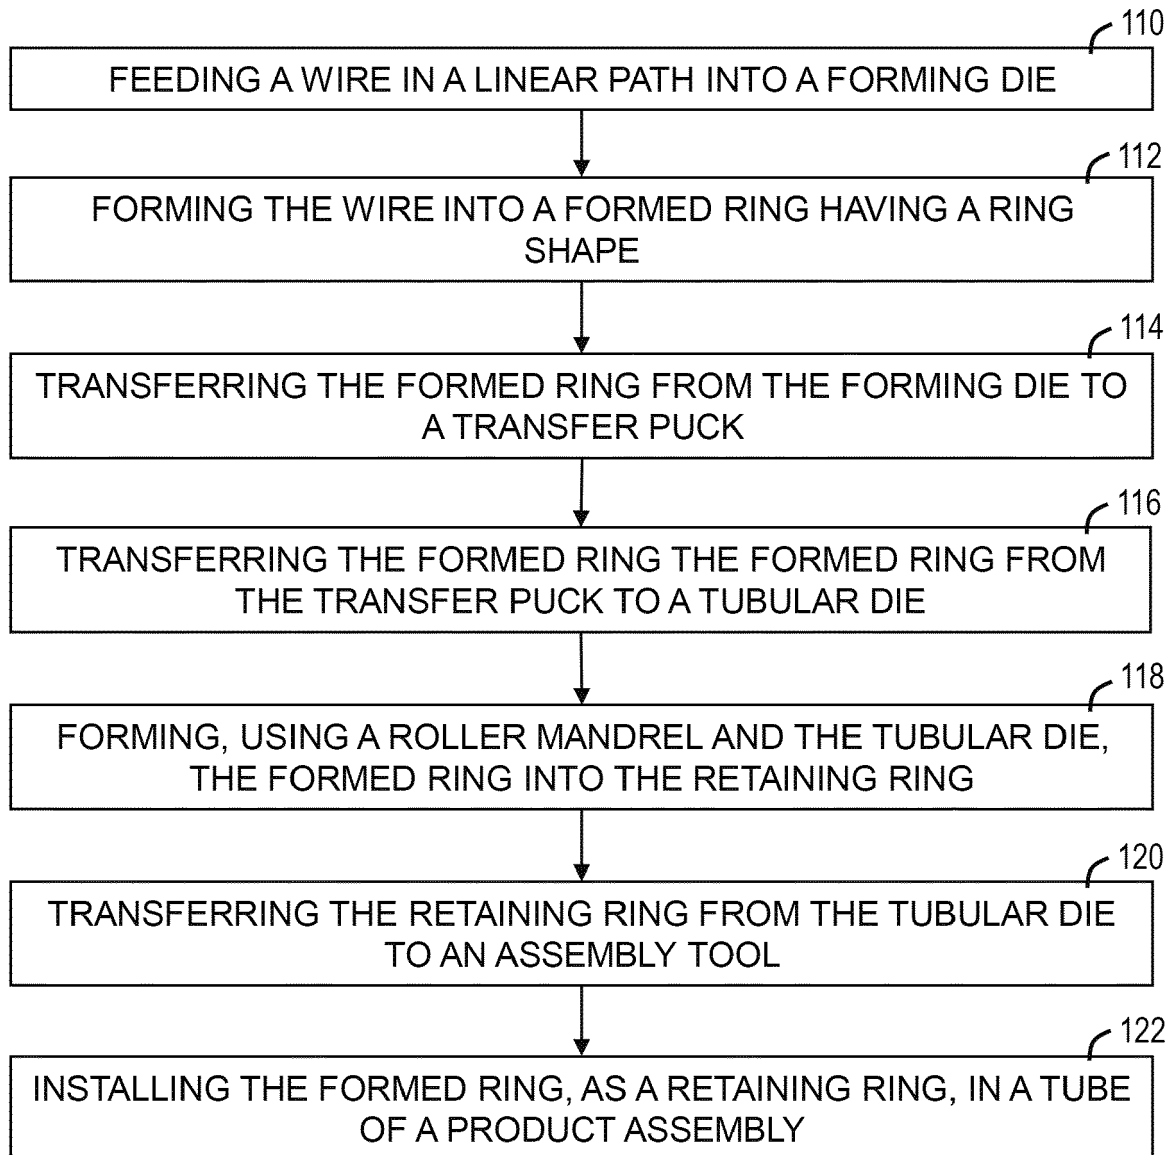 110
FEEDING A WIRE IN A LINEAR PATH INTO A FORMING DIE
112
FORMING THE WIRE INTO A FORMED RING HAVING A RING
SHAPE
114
TRANSFERRING THE FORMED RING FROM THE FORMING DIE TO
A TRANSFER PUCK
116
TRANSFERRING THE FORMED RING THE FORMED RING FROM
THE TRANSFER PUCK TO A TUBULAR DIE
118
FORMING, USING A ROLLER MANDREL AND THE TUBULAR DIE,
THE FORMED RING INTO THE RETAINING RING
120
TRANSFERRING THE RETAINING RING FROM THE TUBULAR DIE
TO AN ASSEMBLY TOOL
122
INSTALLING THE FORMED RING, AS A RETAINING RING, IN A TUBE
OF A PRODUCT ASSEMBLY